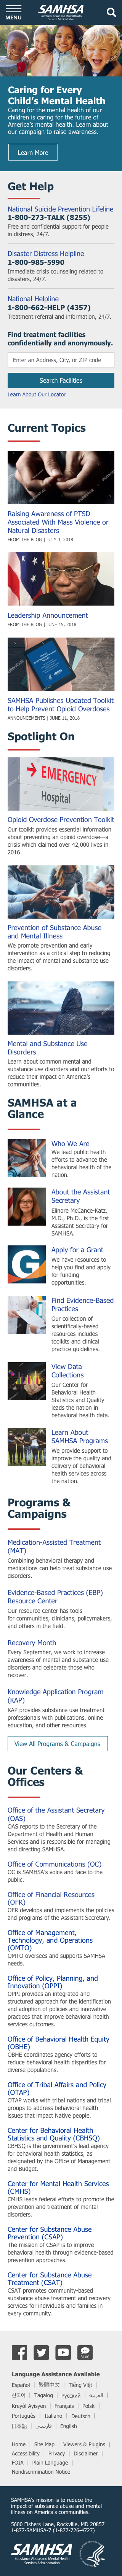 MENU
SAMHSA
Substance Abuse and Mental Health
Services Administration
Caring for Every
Child's Mental Health
Caring for the mental health of our
children is caring for the future of
America's mental health. Learn about
our campaign to raise awareness.
Learn More
Get Help
National Suicide Prevention Lifeline
1-800-273-TALK (8255)
Free and confidential support for people
in distress, 24/7.
Disaster Distress Helpline
1-800-985-5990
Immediate crisis counseling related to
disasters, 24/7.
National Helpline
1-800-662-HELP (4357)
Treatment referral and information, 24/7.
Find treatment facilities
confidentially and anonymously.
Enter an Address, City, or ZIP code
Search Facilities
Learn About Our Locator
Current Topics
Raising Awareness of PTSD
Associated With Mass Violence or
Natural Disasters
FROM THE BLOG | JULY 3, 2018
Leadership Announcement
FROM THE BLOG | JUNE 15, 2018
SAMHSA Publishes Updated Toolkit
to Help Prevent Opioid Overdoses
ANNOUNCEMENTS | JUNE 11, 2018
Spotlight On
EMERGENCY
Hospital
Opioid Overdose Prevention Toolkit
Our toolkit provides essential information
about preventing an opioid overdose—a
crisis which claimed over 42,000 lives in
2016.
Prevention of Substance Abuse
and Mental Illness
We promote prevention and early
intervention as a critical step to reducing
the impact of mental and substance use
disorders.
Mental and Substance Use
Disorders
Learn about common mental and
substance use disorders and our efforts to
reduce their impact on America's
communities.
SAMHSA at a
Glance
Who We Are
We lead public health
efforts to advance the
behavioral health of the
nation.
About the Assistant
Secretary
Elinore McCance-Katz,
M.D., Ph.D., is the first
Assistant Secretary for
SAMHSA.
G
Apply for a Grant
We have resources to
help you find and apply
for funding
opportunities.
Find Evidence-Based
Practices
Our collection of
scientifically-based
resources includes
toolkits and clinical
practice guidelines.
View Data
Collections
Our Center for
Behavioral Health
Statistics and Quality
leads the nation in
behavioral health data.
Learn About
SAMHSA Programs
We provide support to
improve the quality and
delivery of behavioral
health services across
the nation.
Programs &
Campaigns
Medication-Assisted Treatment
(MAT)
Combining behavioral therapy and
medications can help treat substance use
disorders.
Evidence-Based Practices (EBP)
Resource Center
Our resource center has tools
for communities, clinicians, policymakers,
and others in the field.
Recovery Month
Every September, we work to increase
awareness of mental and substance use
disorders and celebrate those who
recover.
Knowledge Application Program
(KAP)
KAP provides substance use treatment
professionals with publications, online
education, and other resources.
View All Programs & Campaigns
Our Centers &
Offices
Office of the Assistant Secretary
(OAS)
OAS reports to the Secretary of the
Department of Health and Human
Services and is responsible for managing
and directing SAMHSA.
Office of Communications (OC)
OC is SAMHSA's voice and face to the
public.
Office of Financial Resources
(OFR)
OFR develops and implements the policies
and programs of the Assistant Secretary.
Office of Management,
Technology, and Operations
(OMTO)
OMTO oversees and supports SAMHSA
needs.
Office of Policy, Planning, and
Innovation (OPPI)
OPPI provides an integrated and
structured approach for the identification
and adoption of policies and innovative
practices that improve behavioral health
services outcomes.
Office of Behavioral Health Equity
(OBHE)
OBHE coordinates agency efforts to
reduce behavioral health disparities for
diverse populations.
Office of Tribal Affairs and Policy
(OTAP)
OTAP works with tribal nations and tribal
organizations to address behavioral health
issues that impact Native people.
Center for Behavioral Health
Statistics and Quality (CBHSQ)
CBHSQ is the government's lead agency for
behavioral health data, as designated by
the Office of Management
and Budget.
Center for Mental Health Services
(CMHS)
CMHS leads federal efforts to promote the
prevention and treatment of mental
disorders.
Center for Substance Abuse
Prevention (CSAP)
The mission of CSAP is to improve
behavioral health through evidence-based
prevention approaches.
Center for Substance Abuse
Treatment (CSAT)
CSAT promotes community-based
substance abuse treatment and recovery
services for individuals and families in
every community.
BLOG
Language Assistance Available
Español | 繁體中文 | Tiếng Việt
한국어 | Tagalog | Русский | العربية
Kreyòl Ayisyen | Français | Polski
Português | Italiano | Deutsch
日本語 | فارسی | English
Home | Site Map | Viewers & Plugins
Accessibility | Privacy | Disclaimer
FOIA | Plain Language
Nondiscrimination Notice
SAMHSA's mission is to reduce the
impact of substance abuse and mental
illness on America's communities.
5600 Fishers Lane, Rockville, MD 20857
1-877-SAMHSA-7 (1-877-726-4727)
SAMHSA
Substance Abuse and Mental Health
Services Administration